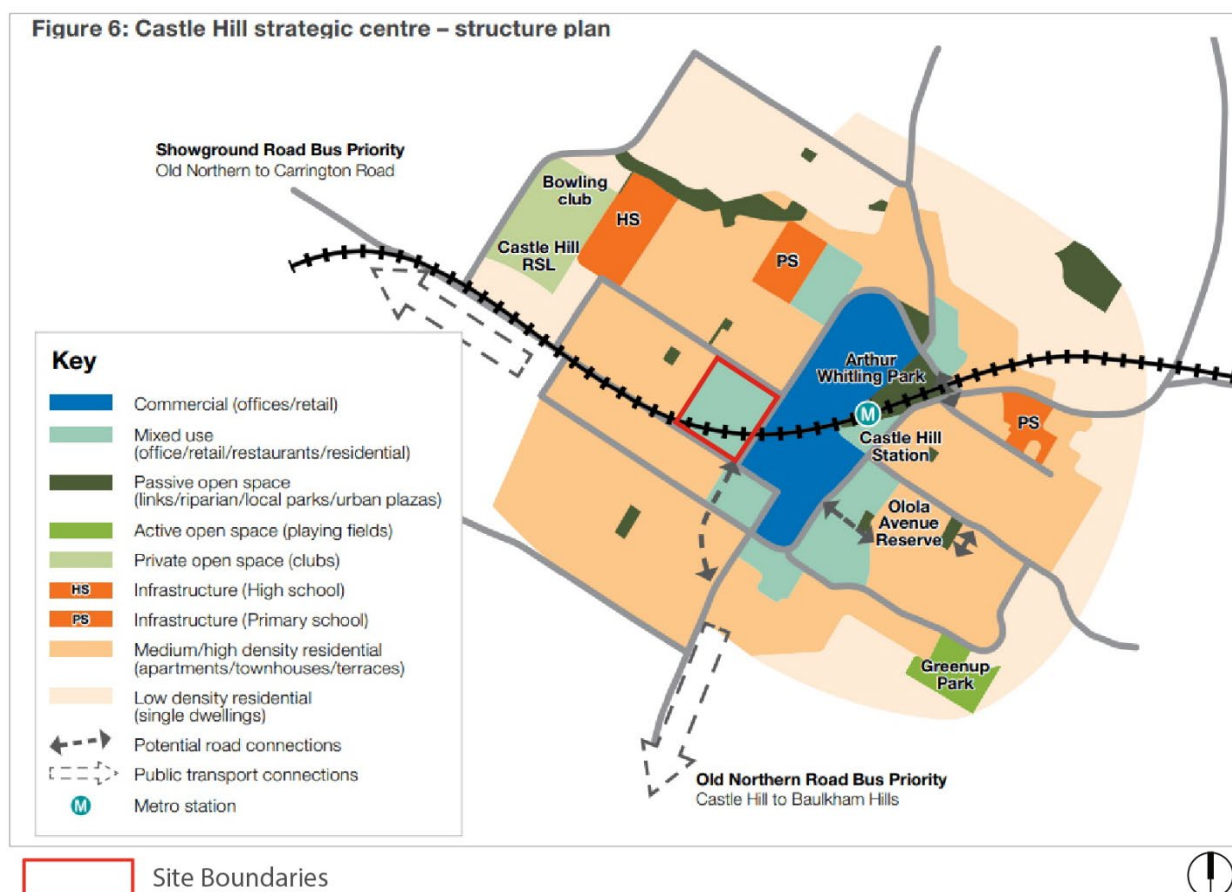 Figure 6: Castle Hill strategic centre – structure plan
Showground Road Bus Priority
Old Northern to Carrington Road
Bowling
club
HS
Castle Hill
RSL
PS
Arthur
Whitling Park
M
Castle Hill
Station
PS
Olola
Avenue
Reserve
Greenup
Park
Key
Commercial (offices/retail)
Mixed use
(office/retail/restaurants/residential)
Passive open space
(links/riparian/local parks/urban plazas)
Active open space (playing fields)
Private open space (clubs)
HS Infrastructure (High school)
PS Infrastructure (Primary school)
Medium/high density residential
(apartments/townhouses/terraces)
Low density residential
(single dwellings)
Potential road connections
Public transport connections
M Metro station
Old Northern Road Bus Priority
Castle Hill to Baulkham Hills
Site Boundaries